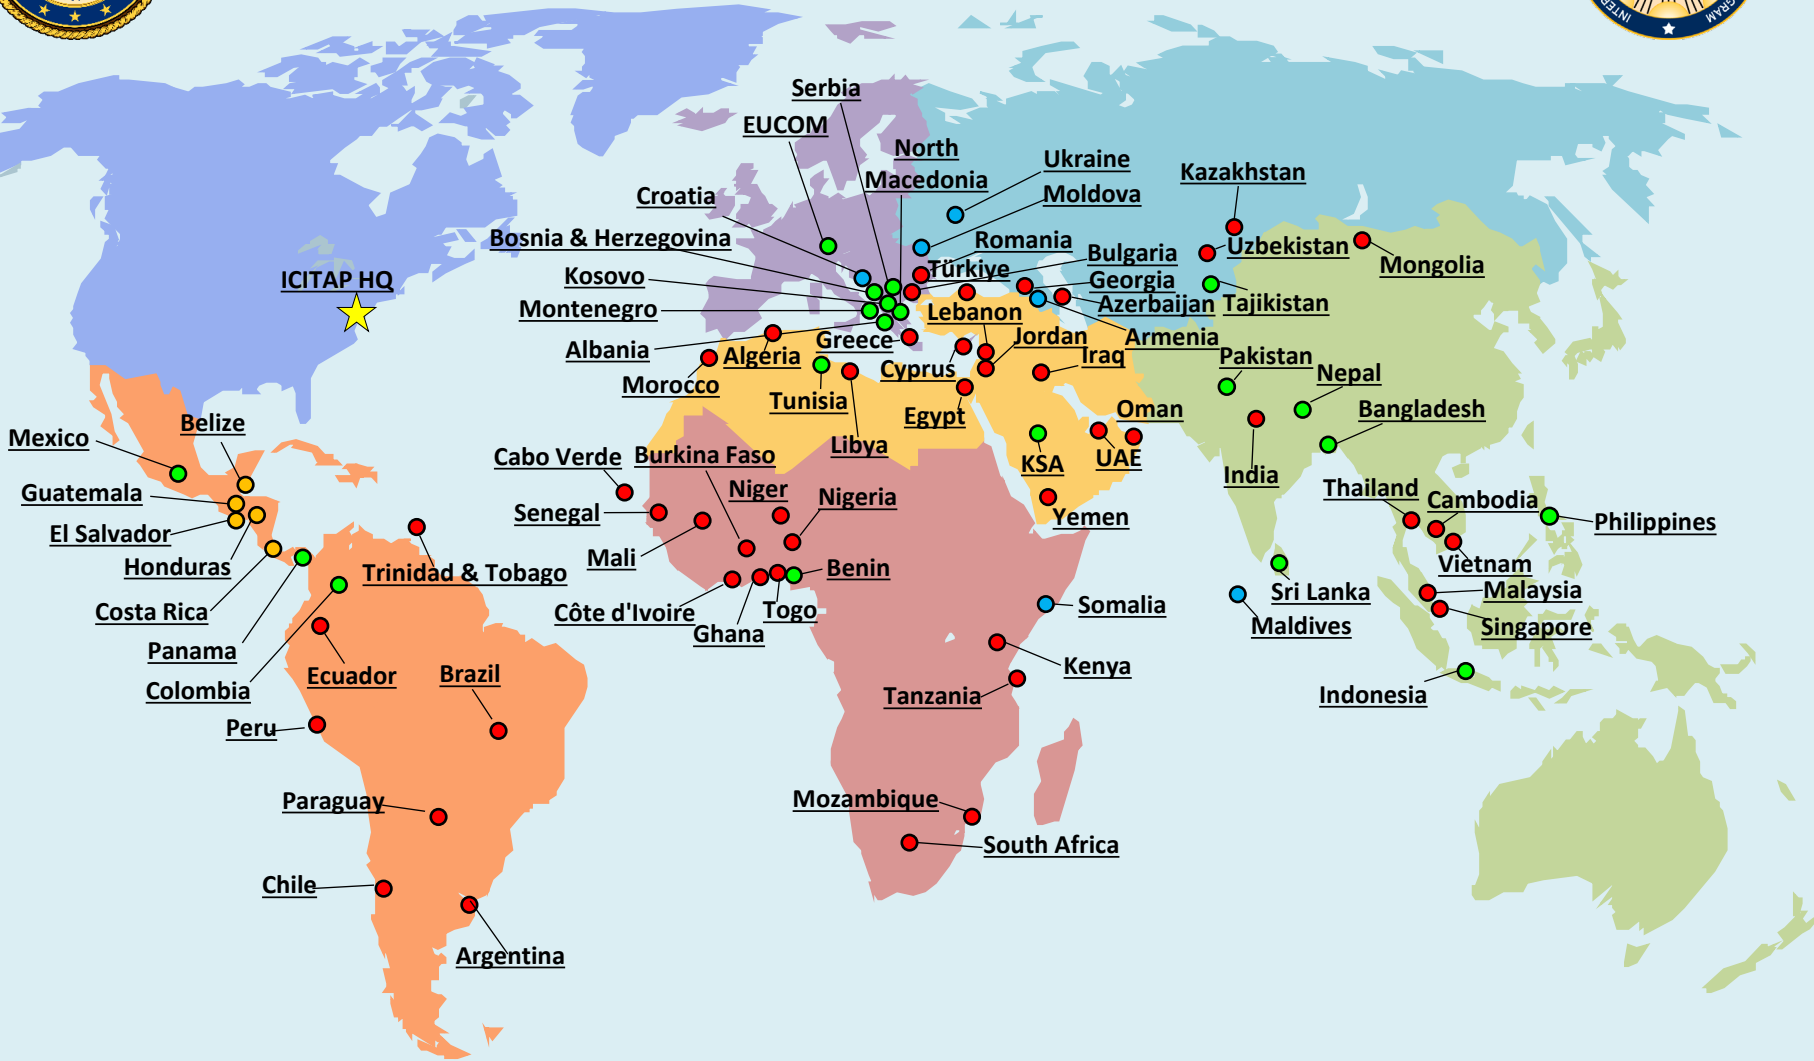 INTER
GRAM
Serbia
EUCOM
North
Macedonia
Ukraine
Moldova
Kazakhstan
Croatia
Bosnia & Herzegovina
Romania
Bulgaria
Uzbekistan
Mongolia
ICITAP HQ
Kosovo
Türkiye
Georgia
Azerbaijan
Tajikistan
Montenegro
Lebanon
Armenia
Albania
Algeria
Greece
Jordan
Iraq
Pakistan
Morocco
Cyprus
Nepal
Tunisia
Egypt
Oman
Bangladesh
Belize
Mexico
Libya
Cabo Verde
Burkina Faso
KSA
UAE
India
Guatemala
Niger
Nigeria
Thailand
Cambodia
Senegal
Yemen
Philippines
El Salvador
Mali
Honduras
Trinidad & Tobago
Benin
Vietnam
Costa Rica
Côte d'Ivoire
Togo
Somalia
Sri Lanka
Malaysia
Ghana
Maldives
Singapore
Panama
Kenya
Colombia
Ecuador
Brazil
Tanzania
Indonesia
Peru
Paraguay
Mozambique
South Africa
Chile
Argentina